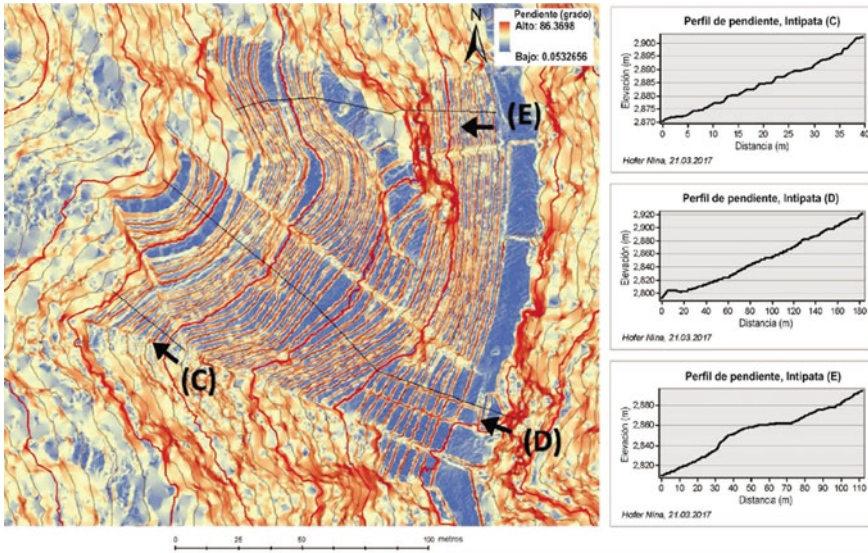 N
Pendiente (grado)
Alto: 86.3698
Bajo: 0.0532656
(E)
(C)
(D)
0 25 50 100 metros
Perfil de pendiente, Intipata (C)
Elevación (m)
2,900
2,895
2,890
2,885
2,880
2,875
2,870
0 5 10 15 20 25 30 35 40
Distancia (m)
Hofer Nina, 21.03.2017
Perfil de pendiente, Intipata (D)
Elevación (m)
2,920
2,900
2,880
2,860
2,840
2,820
2,800
0 20 40 60 80 100 120 140 160 180
Distancia (m)
Hofer Nina, 21.03.2017
Perfil de pendiente, Intipata (E)
Elevación (m)
2,880
2,860
2,840
2,820
0 10 20 30 40 50 60 70 80 90 100 110
Distancia (m)
Hofer Nina, 21.03.2017